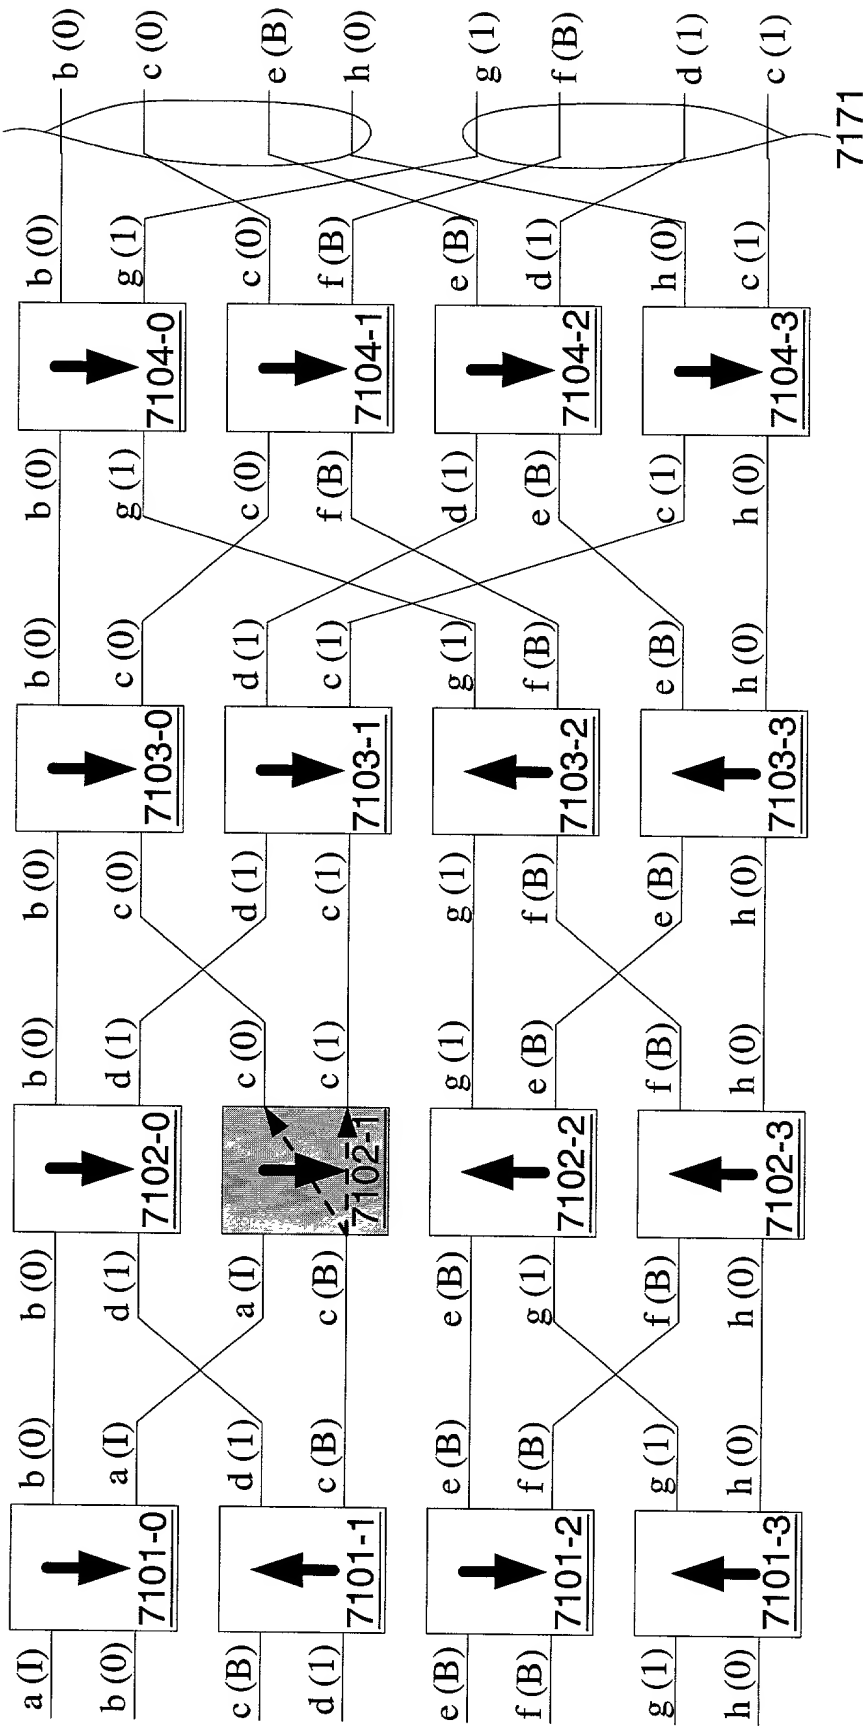 a (I) b (0) b (0) b (0) b (0) b (0) b (0) b (0) b (0)
b (0) a (I) d (1) d (1) c (0) c (0) g (1) g (1) c (0)
7101-0 7102-0 7103-0 7104-0
c (B) d (1) a (I) c (0) d (1) d (1) c (0) c (0) e (B)
d (1) c (B) c (B) c (1) c (1) c (1) f (B) f (B) h (0)
7101-1 7102-1 7103-1 7104-1
e (B) e (B) e (B) g (1) g (1) g (1) d (1) e (B) g (1)
f (B) f (B) g (1) e (B) f (B) f (B) e (B) d (1) f (B)
7101-2 7102-2 7103-2 7104-2
g (1) g (1) f (B) f (B) e (B) e (B) c (1) h (0) d (1)
h (0) h (0) h (0) h (0) h (0) h (0) h (0) c (1) c (1)
7101-3 7102-3 7103-3 7104-3
7171